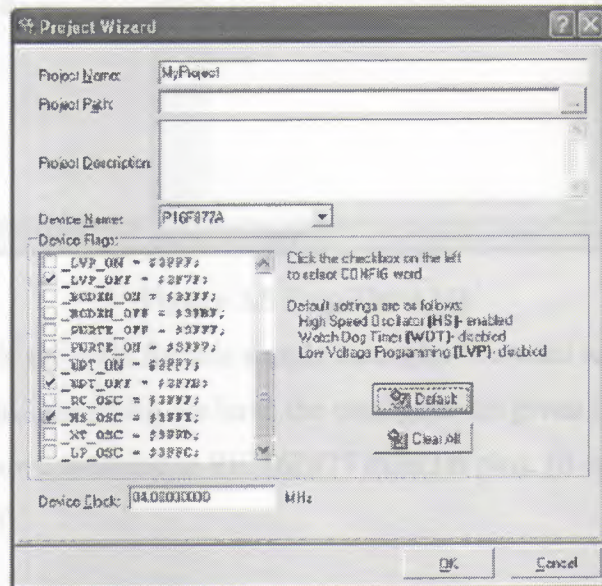 Project Wizard
Project Name: MyProject
Project Path: ...
Project Description:
Device Name: P16F877A
Device Flags:
_LVP_ON = $3FFF;
_LVP_OFF = $3F7F;
_BODEN_ON = $3FFF;
_BODEN_OFF = $3FBF;
_PWRTE_OFF = $3FFF;
_PWRTE_ON =
_WDT_ON = $3FFF;
_WDT_OFF = $3FFB;
_RC_OSC = $3FFF;
_HS_OSC = $3FFE;
_XT_OSC = $3FFD;
_LP_OSC = $3FFC;
Click the checkbox on the left
to select CONFIG word.
Default settings are as follows:
High Speed Oscillator (HS)- enabled
Watch Dog Timer (WDT)- disabled
Low Voltage Programming (LVP)- disabled
Default
Clear All
Device Clock: 04.00000000 MHz
OK Cancel